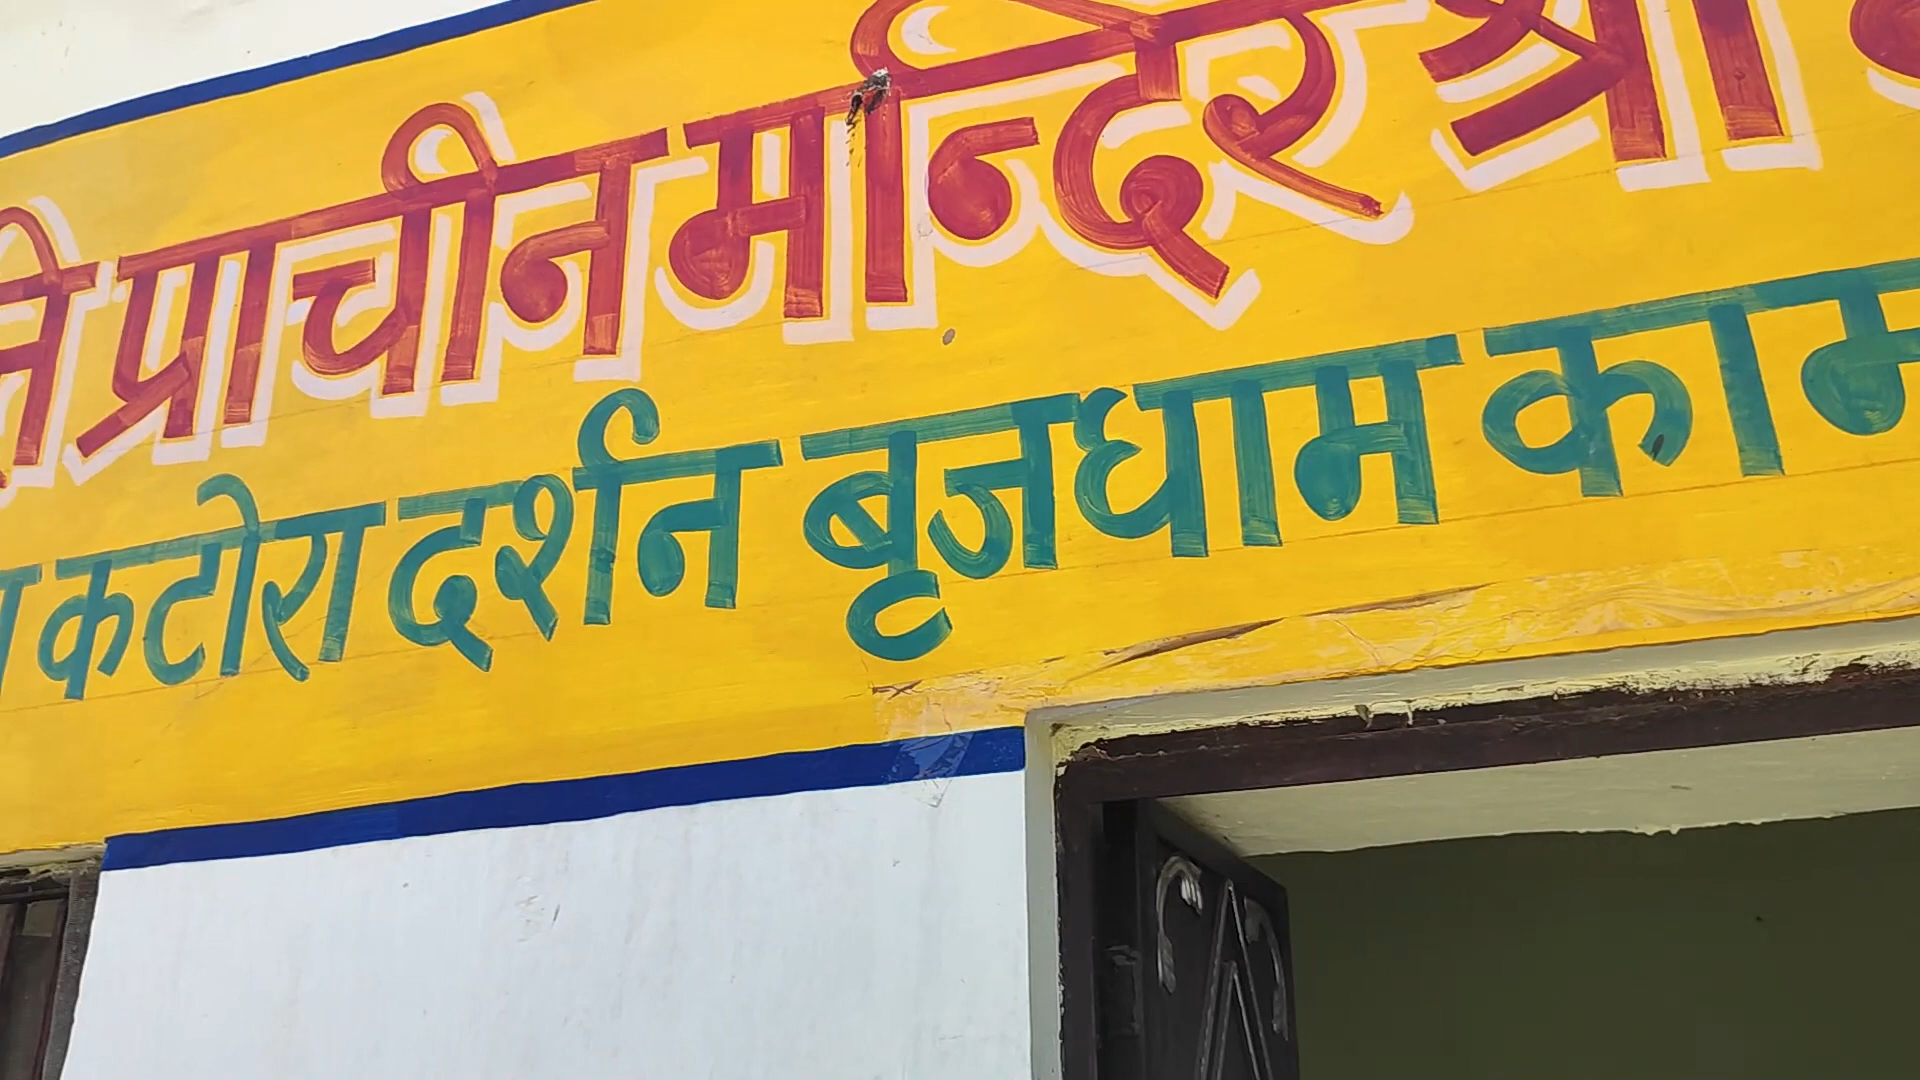 प्राचीन मन्दिर श्री
कटोरा दर्शन बृजधाम